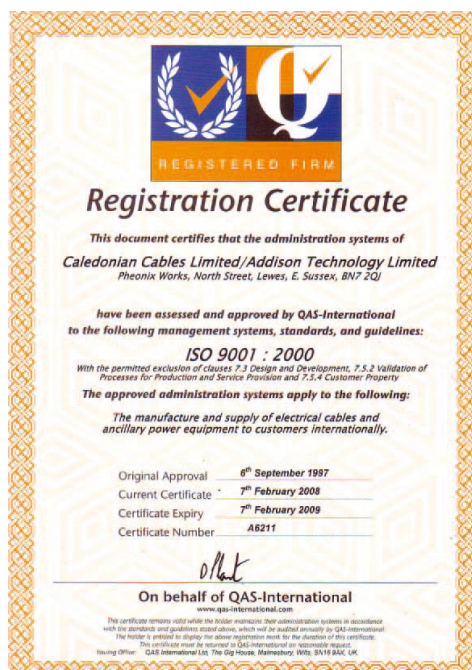 REGISTERED FIRM
Registration Certificate
This document certifies that the administration systems of
Caledonian Cables Limited/Addison Technology Limited
Pheonix Works, North Street, Lewes, E. Sussex, BN7 2QJ
have been assessed and approved by QAS-International
to the following management systems, standards, and guidelines:
ISO 9001 : 2000
With the permitted exclusion of clauses 7.3 Design and Development, 7.5.2 Validation of
Processes for Production and Service Provision and 7.5.4 Customer Property
The approved administration systems apply to the following:
The manufacture and supply of electrical cables and
ancillary power equipment to customers internationally.
Original Approval 6th September 1997
Current Certificate 7th February 2008
Certificate Expiry 7th February 2009
Certificate Number A6211
On behalf of QAS-International
www.qas-international.com
This certificate remains valid while the holder maintains their administration systems in accordance
with the standards and guidelines stated above, which will be audited annually by QAS-International.
The holder is entitled to display the above registration mark for the duration of this certificate.
This certificate must be returned to QAS-International on reasonable request.
Issuing Office: QAS International Ltd, The Gig House, Malmesbury, Wilts, SN16 9AX, UK